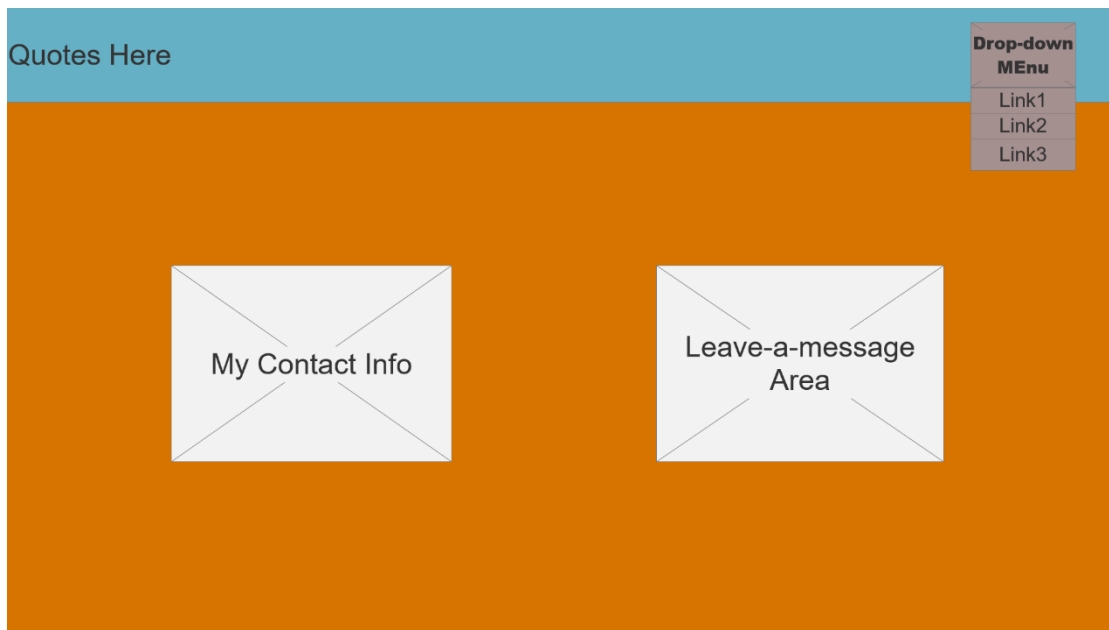 Quotes Here
Drop-down
MEnu
Link1
Link2
Link3
My Contact Info
Leave-a-message
Area